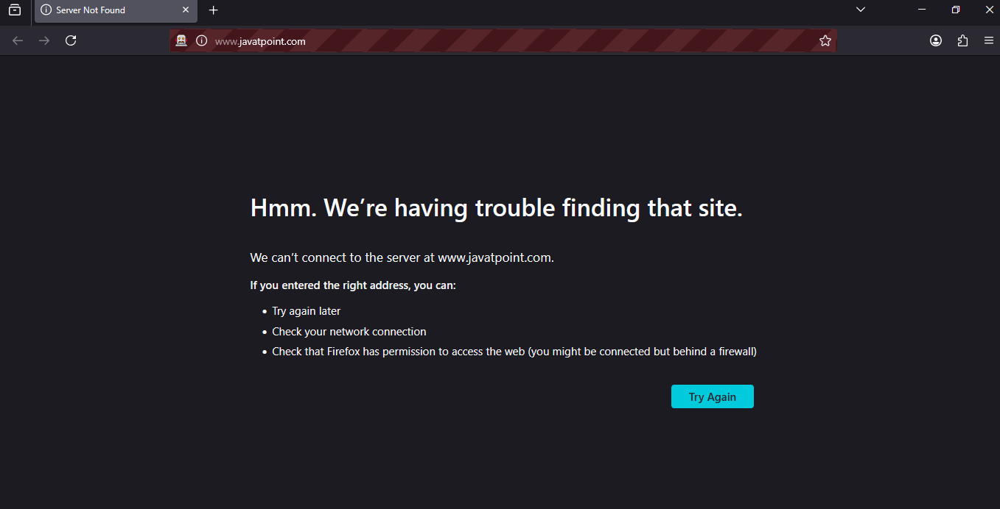 Server Not Found
www.javatpoint.com
Hmm. We’re having trouble finding that site.
We can’t connect to the server at www.javatpoint.com.
If you entered the right address, you can:
• Try again later
• Check your network connection
• Check that Firefox has permission to access the web (you might be connected but behind a firewall)
Try Again